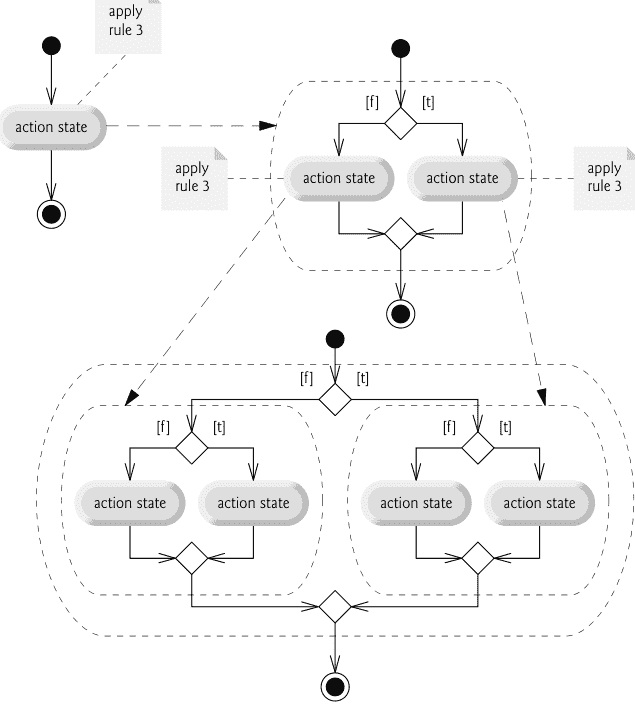 apply
rule 3
action state
[f] [t]
apply
rule 3
action state
action state
apply
rule 3
[f] [t]
[f] [t]
[f] [t]
action state
action state
action state
action state